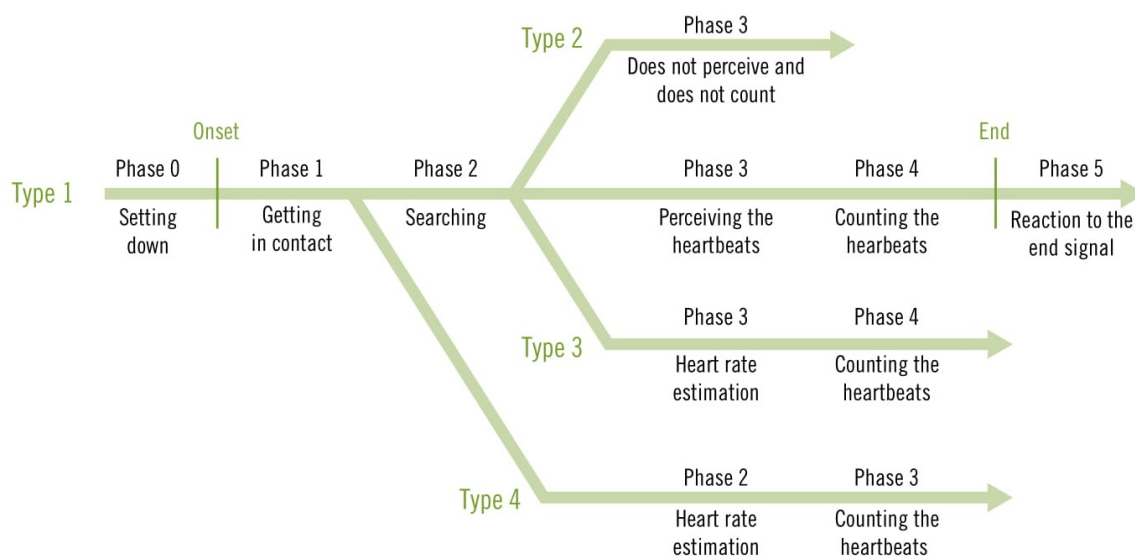 Type 2
Phase 3
Does not perceive and
does not count
Onset
End
Type 1
Phase 0
Setting
down
Phase 1
Getting
in contact
Phase 2
Searching
Phase 3
Perceiving the
heartbeats
Phase 4
Counting the
hearbeats
Phase 5
Reaction to the
end signal
Type 3
Phase 3
Heart rate
estimation
Phase 4
Counting the
heartbeats
Type 4
Phase 2
Heart rate
estimation
Phase 3
Counting the
heartbeats